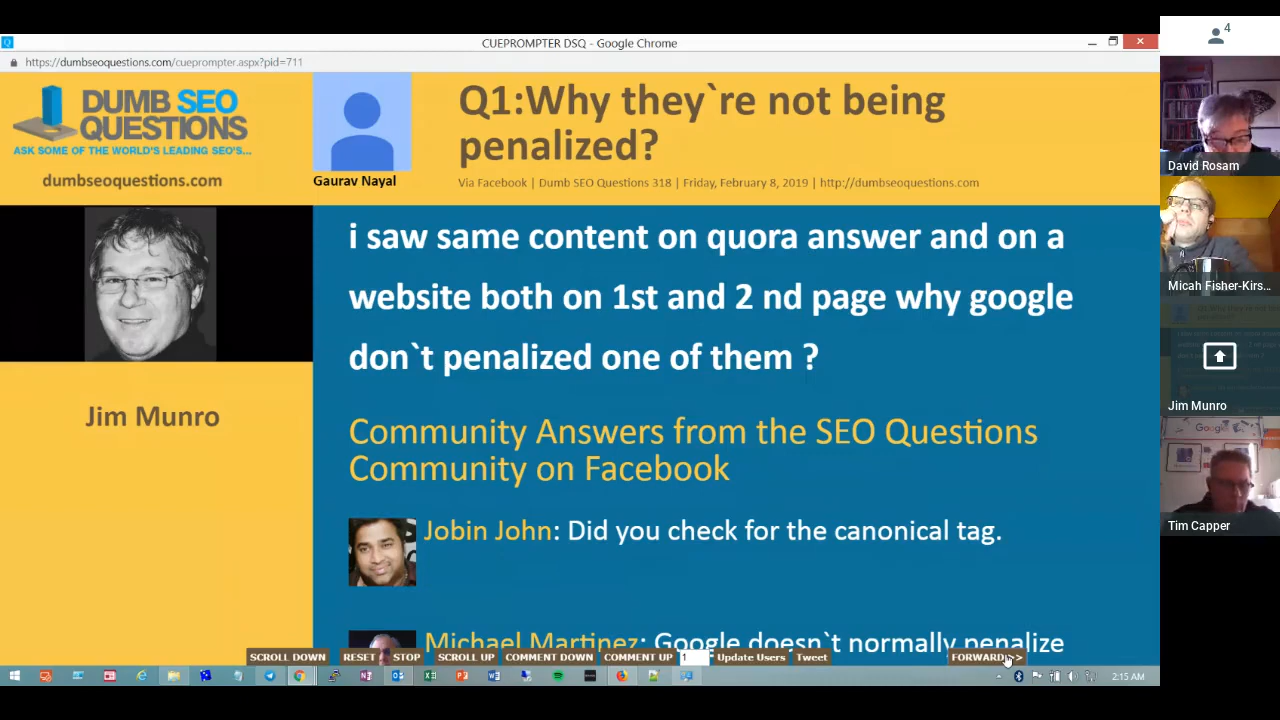 CUEPROMPTER DSQ - Google Chrome
https://dumbseoquestions.com/cueprompter.aspx?pid=711
DUMB SEO
QUESTIONS
ASK SOME OF THE WORLD'S LEADING SEO'S...
dumbseoquestions.com
Gaurav Nayal
Q1:Why they`re not being
penalized?
Via Facebook | Dumb SEO Questions 318 | Friday, February 8, 2019 | http://dumbseoquestions.com
Jim Munro
i saw same content on quora answer and on a
website both on 1st and 2 nd page why google
don`t penalized one of them ?
Community Answers from the SEO Questions
Community on Facebook
Jobin John: Did you check for the canonical tag.
Michael Martinez: Google doesn`t normally penalize
SCROLL DOWN RESET STOP SCROLL UP COMMENT DOWN COMMENT UP 1 Update Users Tweet FORWARD>>
2:15 AM
4
David Rosam
Micah Fisher-Kirs...
Jim Munro
Google
Tim Capper